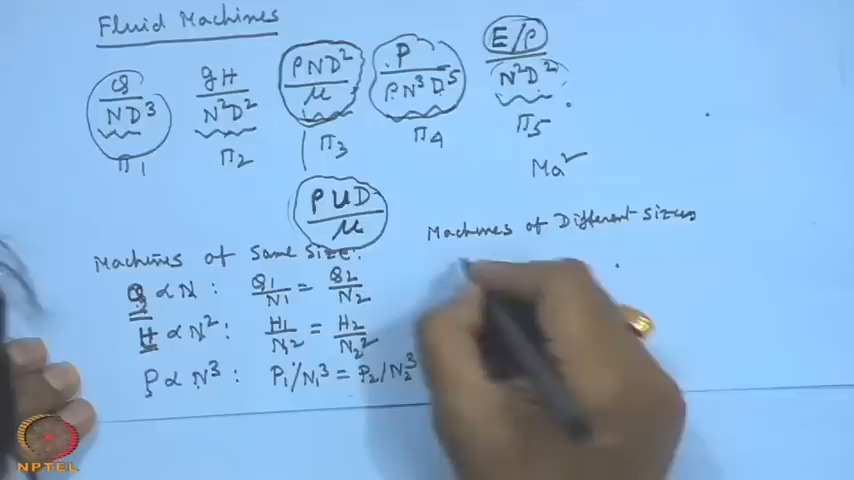 Fluid Machines
Q/ND³ gH/N²D² ρND²/μ P/ρN³D⁵ E/ρ/N²D²
π1 π2 π3 π4 π5
Ma²
ρUD/μ
Machines of Different Sizes
Machines of Same Size:
Q ∝ N : Q1/N1 = Q2/N2
H ∝ N² : H1/N1² = H2/N2²
P ∝ N³ : P1/N1³ = P2/N2³
NPTEL